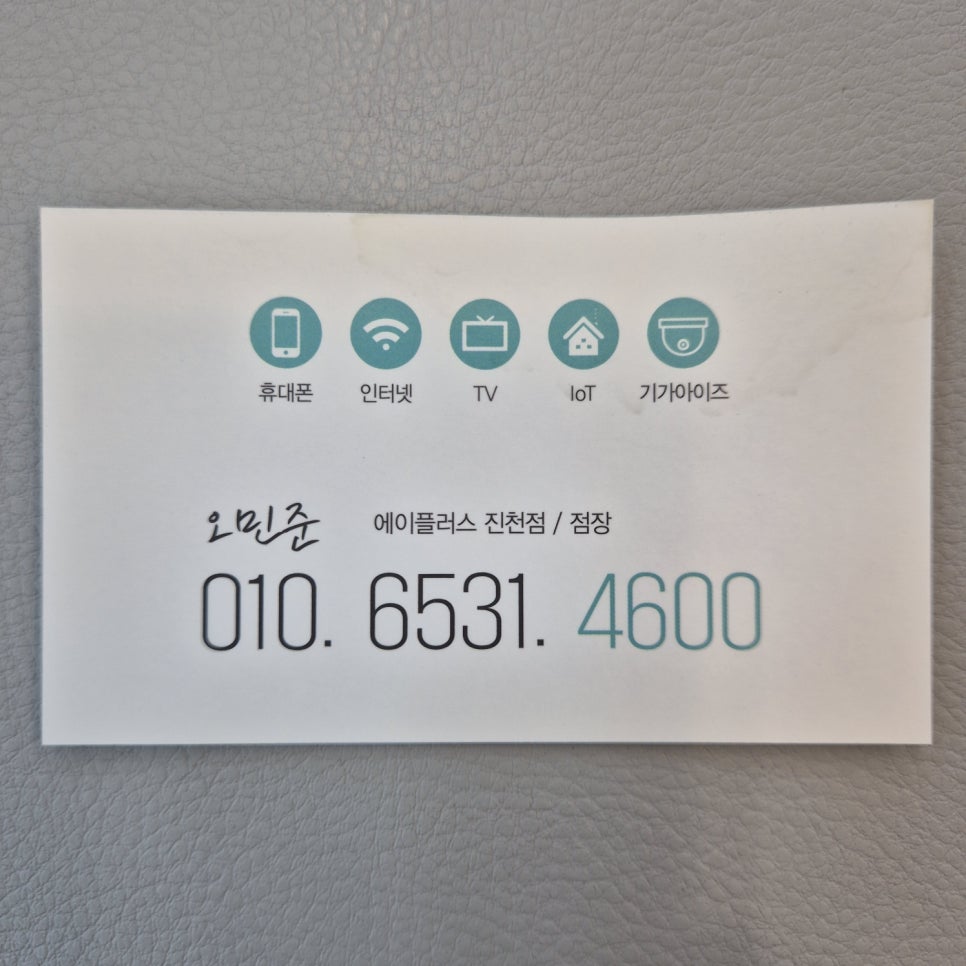 휴대폰 인터넷 TV IoT 기가아이즈
오민준 에이플러스 진천점 / 점장
010. 6531. 4600